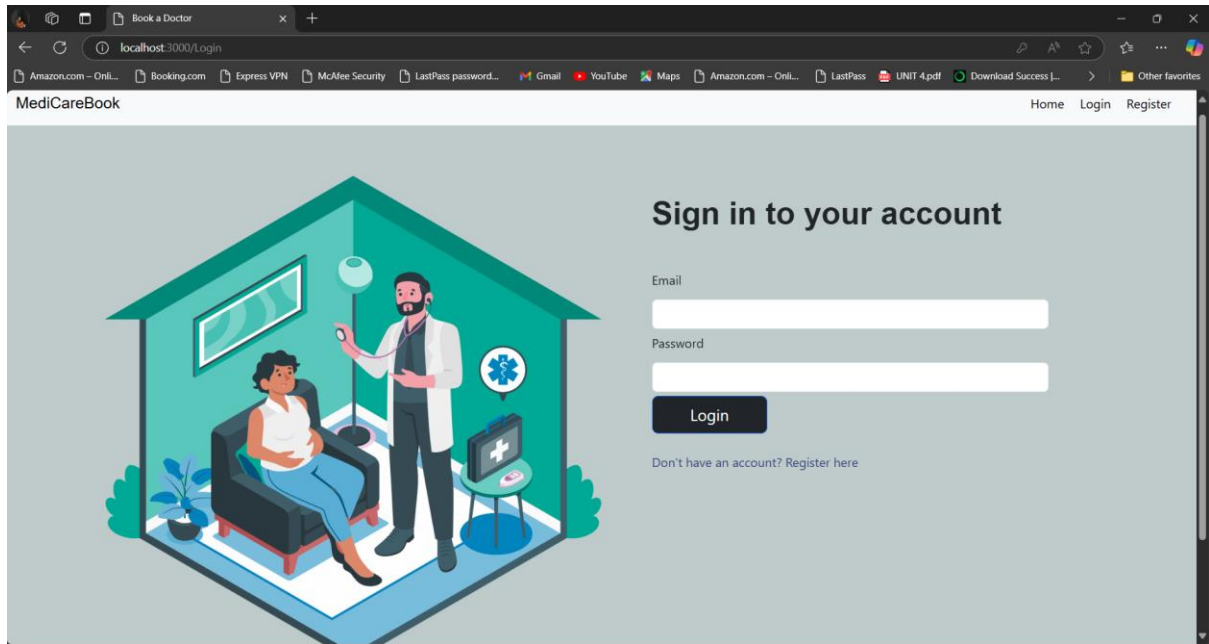 Book a Doctor
localhost:3000/Login
Amazon.com – Onli... Booking.com Express VPN McAfee Security LastPass password... Gmail YouTube Maps Amazon.com – Onli... LastPass UNIT 4.pdf Download Success |... Other favorites
MediCareBook Home Login Register
Sign in to your account
Email
Password
Login
Don't have an account? Register here